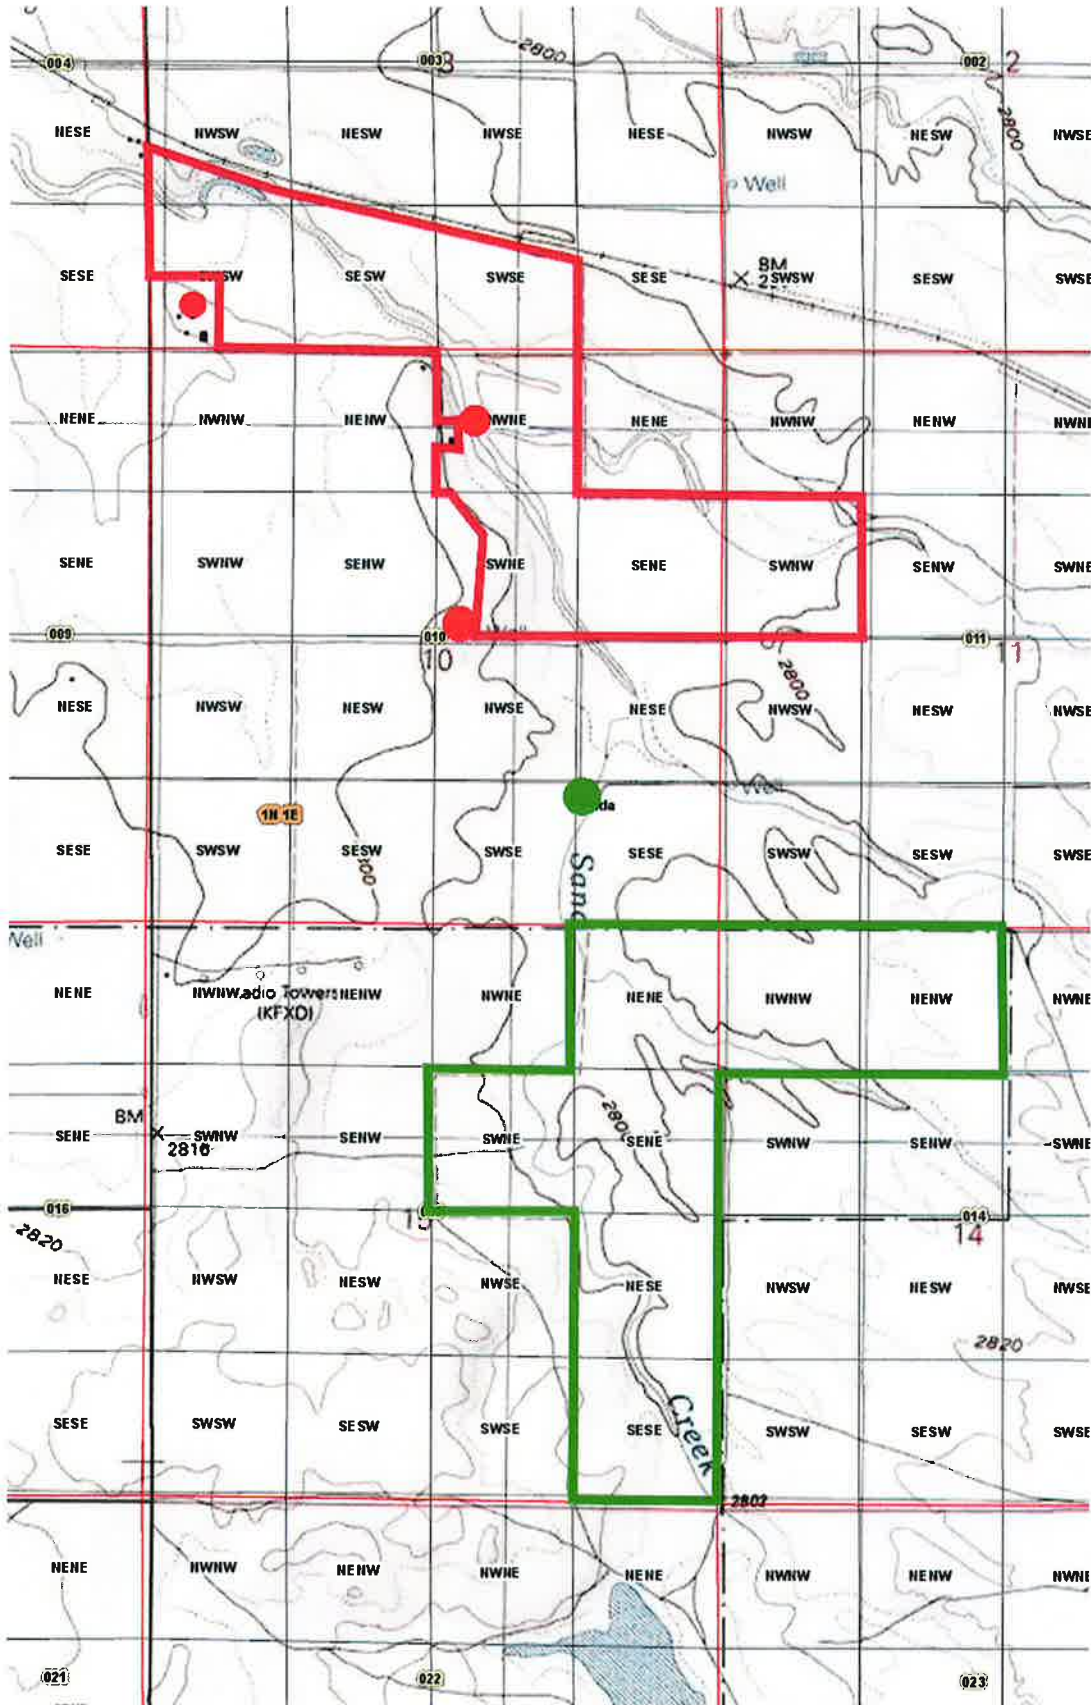 004 003 3 002 2
2800
NESE NWSW NESW NWSE NESE NWSW NESW 2800 NWSE
Well
SESE SWSW SESW SWSE SESE BM SWSW SESW SWSE
NENE NWNW NENW NWNE NENE NWNW NENW
SENE SWNW SENW SWNE SENE SWNW SENW SWNE
009 010 011
10 11
2800
NESE NWSW NESW NWSE NESE NWSW NESW NWSE
Well
1N 1E
SESE SWSW SESW SWSE SESE SWSW SESW SWSE
Sand
Well
NENE NWNW Radio Towers NENW NWNE NENE NWNW NENW NWNE
(KFXD)
BM 2800
SENE SWNW SENW SWNE SENE SWNW SENW SWNE
2816
016 014
2820 14
NESE NWSW NESW NWSE NESE NWSW NESW NWSE
2820
SESE SWSW SESW SWSE SESE SWSW SESW SWSE
Creek
2802
NENE NWNW NENW NWNE NENE NWNW NENW
021 022 023